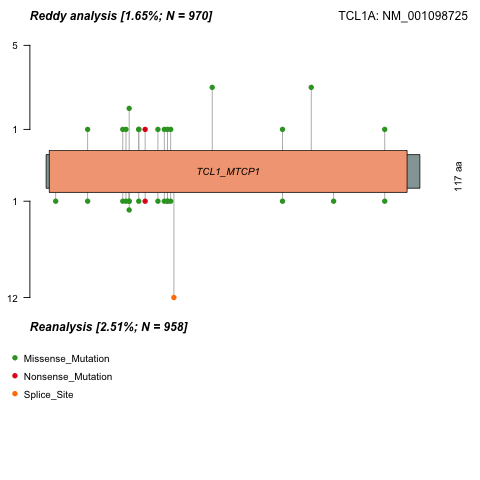 Reddy analysis [1.65%; N = 970]
TCL1A: NM_001098725
5
1
TCL1_MTCP1
117 aa
1
12
Reanalysis [2.51%; N = 958]
Missense_Mutation
Nonsense_Mutation
Splice_Site